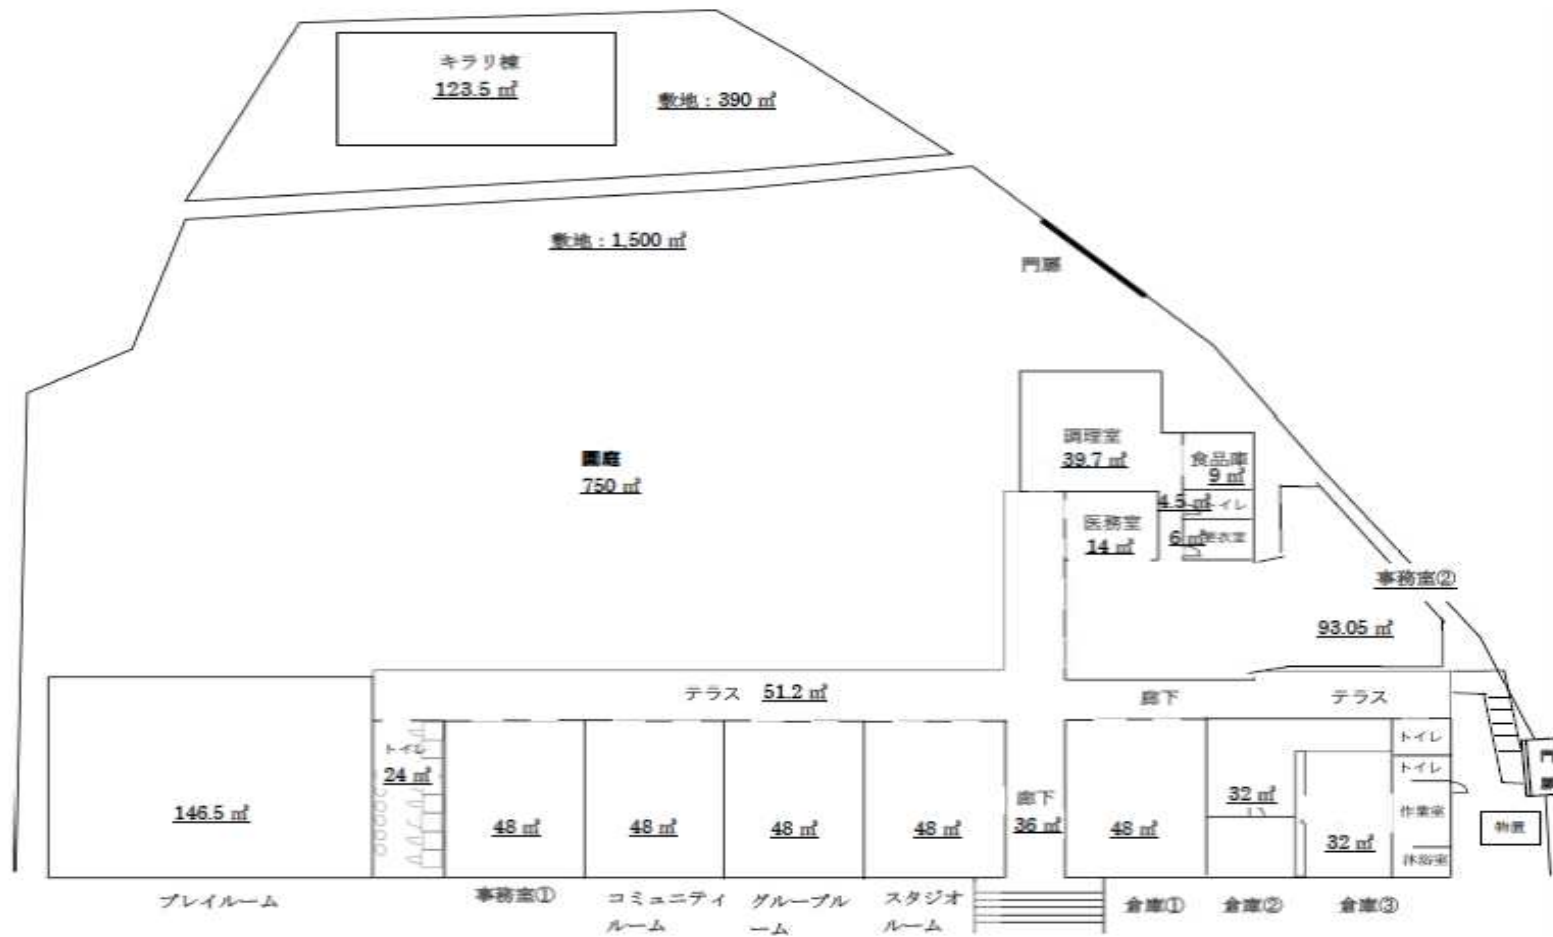 キラリ棟
123.5 ㎡
敷地：390 ㎡
敷地：1,500 ㎡
門扉
園庭
750 ㎡
調理室
39.7 ㎡
食品庫
9 ㎡
4.5 ㎡
トイレ
医務室
14 ㎡
6 ㎡
更衣室
事務室②
93.05 ㎡
テラス 51.2 ㎡
廊下
テラス
トイレ
24 ㎡
146.5 ㎡
48 ㎡
48 ㎡
48 ㎡
48 ㎡
廊下
36 ㎡
48 ㎡
32 ㎡
32 ㎡
トイレ
トイレ
作業室
沐浴室
門扉
物置
プレイルーム
事務室①
コミュニティ
ルーム
グループル
ーム
スタジオ
ルーム
倉庫①
倉庫②
倉庫③